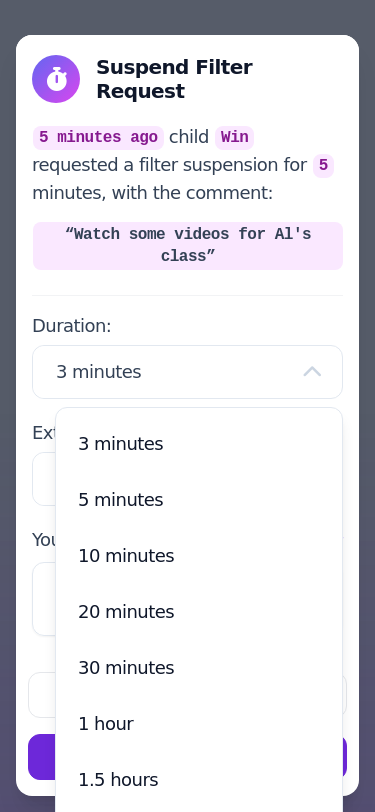 Suspend Filter
Request
5 minutes ago child Win
requested a filter suspension for 5
minutes, with the comment:
“Watch some videos for Al's
class”
Duration:
3 minutes
3 minutes
5 minutes
10 minutes
20 minutes
30 minutes
1 hour
1.5 hours